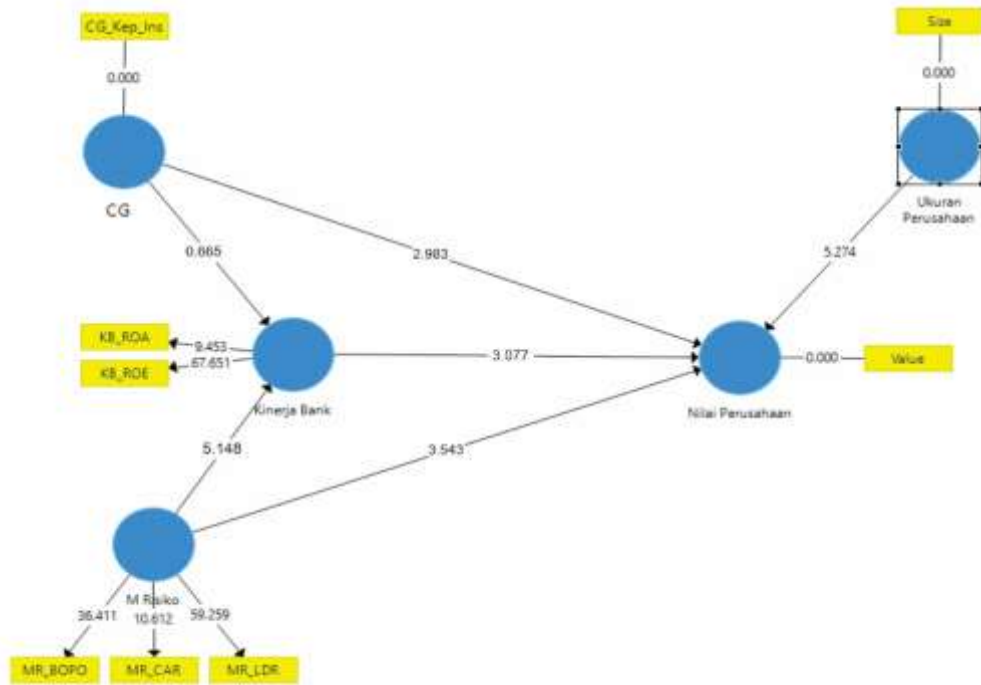 CG_Kep_Ins
Size
0.000
0.000
CG
Ukuran
Perusahaan
0.665
2.983
5.274
KB_ROA
9.453
KB_ROE
67.651
3.077
0.000
Value
Kinerja Bank
Nilai Perusahaan
5.148
3.543
M Risiko
36.411
10.612
59.259
MR_BOPO
MR_CAR
MR_LDR